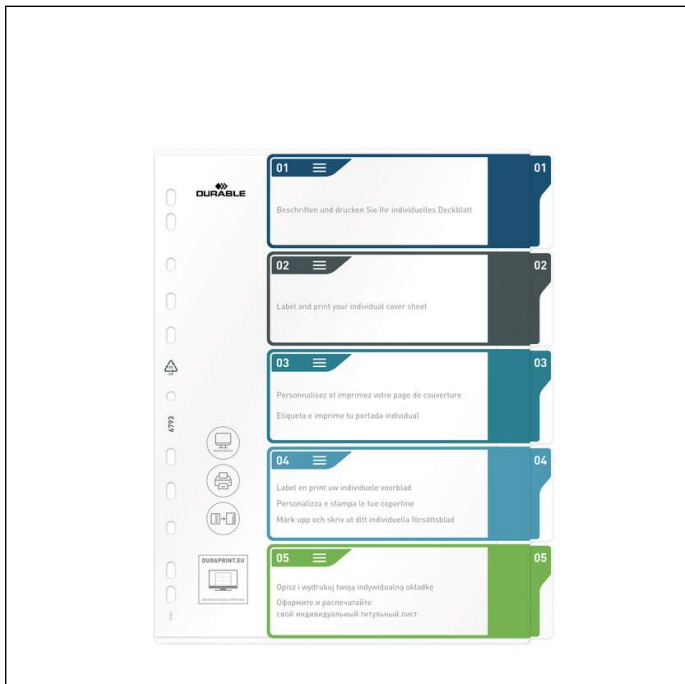 DURABLE
6793
DURAPRINT.EU
01
01
Beschriften und drucken Sie Ihr individuelles Deckblatt
02
02
Label and print your individual cover sheet
03
03
Personnalisez et imprimez votre page de couverture
Etiqueta e imprime tu portada individual
04
04
Label en print uw individuele voorblad
Personalizza e stampa le tue copertine
Märk upp och skriv ut ditt individuella försättsblad
05
05
Opisz i wydrukuj twoją indywidualną okładkę
Оформите и распечатайте
свой индивидуальный титульный лист